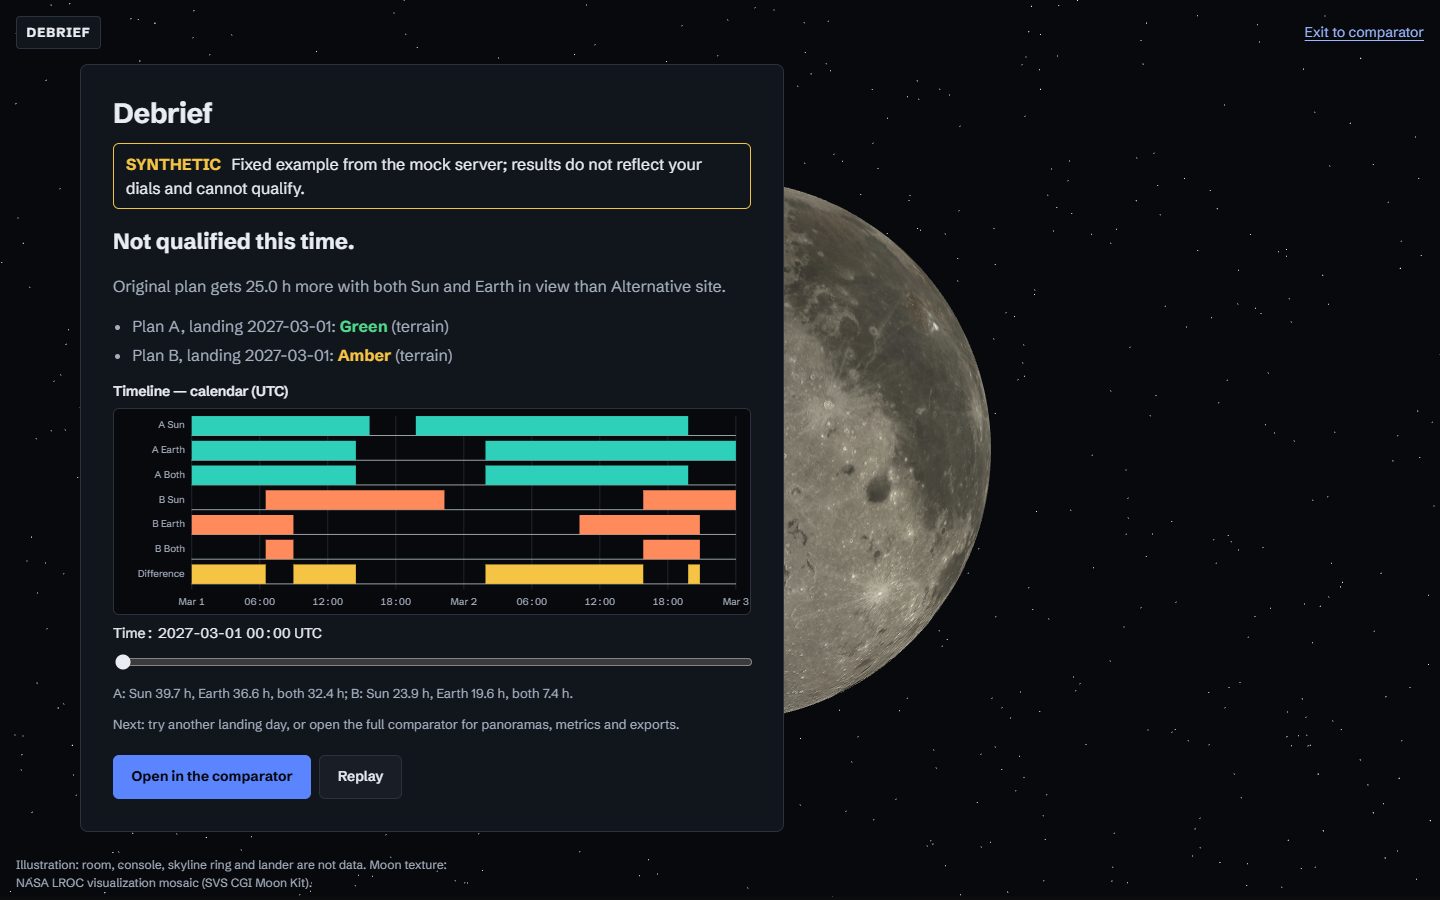 DEBRIEF
Exit to comparator
Debrief
SYNTHETIC Fixed example from the mock server; results do not reflect your
dials and cannot qualify.
Not qualified this time.
Original plan gets 25.0 h more with both Sun and Earth in view than Alternative site.
• Plan A, landing 2027-03-01: Green (terrain)
• Plan B, landing 2027-03-01: Amber (terrain)
Timeline — calendar (UTC)
A Sun
A Earth
A Both
B Sun
B Earth
B Both
Difference
Mar 1 06:00 12:00 18:00 Mar 2 06:00 12:00 18:00 Mar 3
Time: 2027-03-01 00:00 UTC
A: Sun 39.7 h, Earth 36.6 h, both 32.4 h; B: Sun 23.9 h, Earth 19.6 h, both 7.4 h.
Next: try another landing day, or open the full comparator for panoramas, metrics and exports.
Open in the comparator
Replay
Illustration: room, console, skyline ring and lander are not data. Moon texture:
NASA LROC visualization mosaic (SVS CGI Moon Kit).